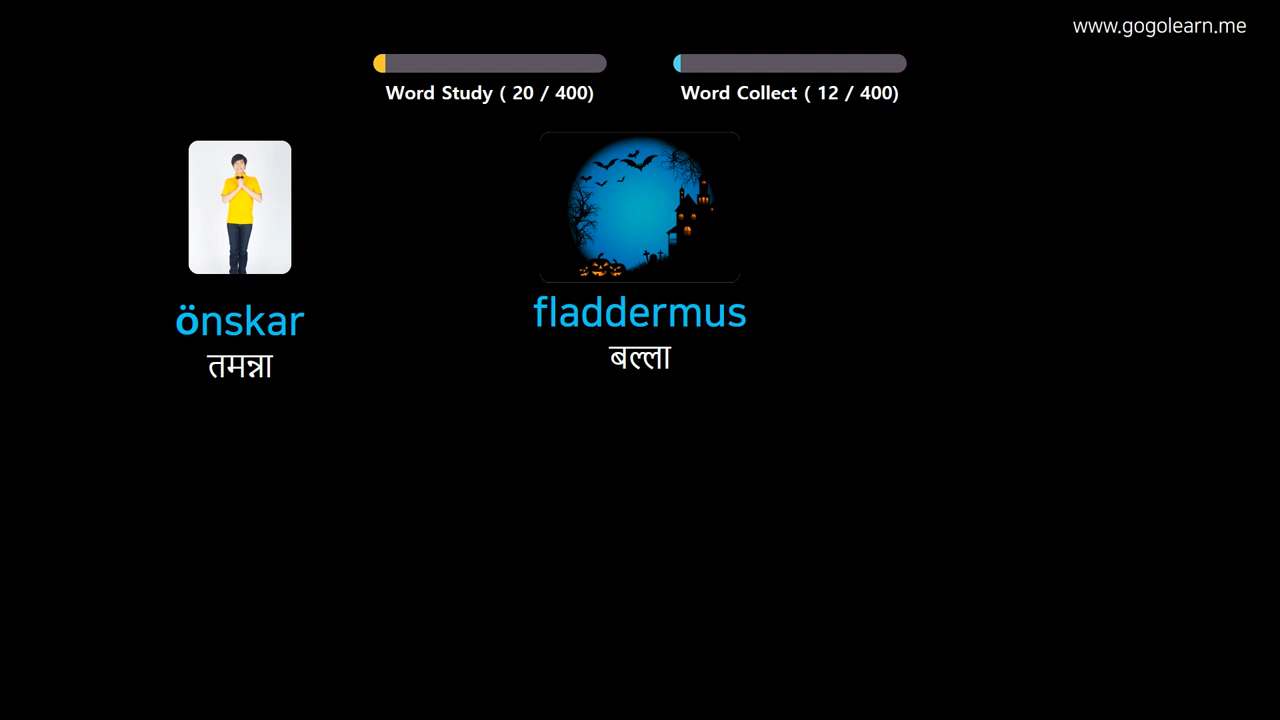 www.gogolearn.me
Word Study ( 20 / 400)
Word Collect ( 12 / 400)
önskar
तमन्ना
fladdermus
बल्ला